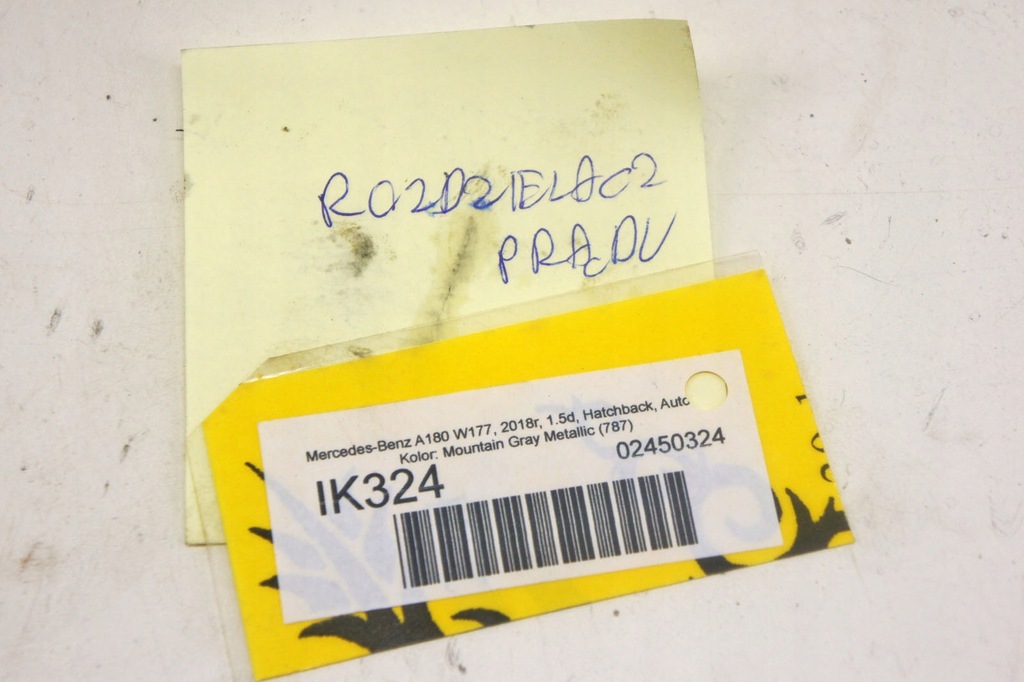 ROZDZIELACZ
PRĄDU
Mercedes-Benz A180 W177, 2018r, 1.5d, Hatchback, Auto
Kolor: Mountain Gray Metallic (787)
IK324
02450324